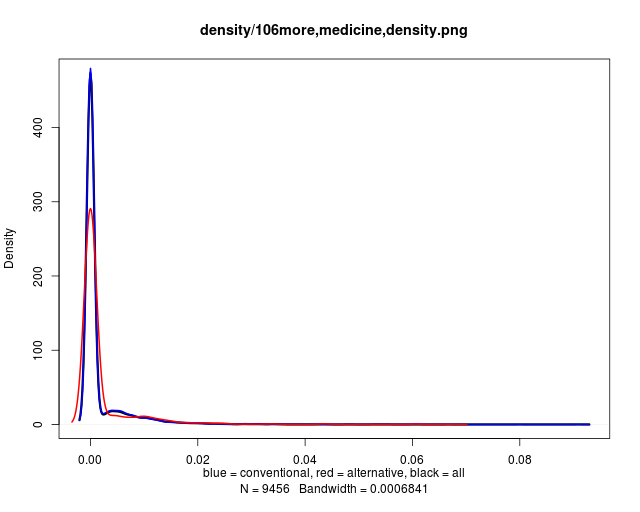 density/106more,medicine,density.png
Density
400
300
200
100
0
0.00 0.02 0.04 0.06 0.08
blue = conventional, red = alternative, black = all
N = 9456 Bandwidth = 0.0006841